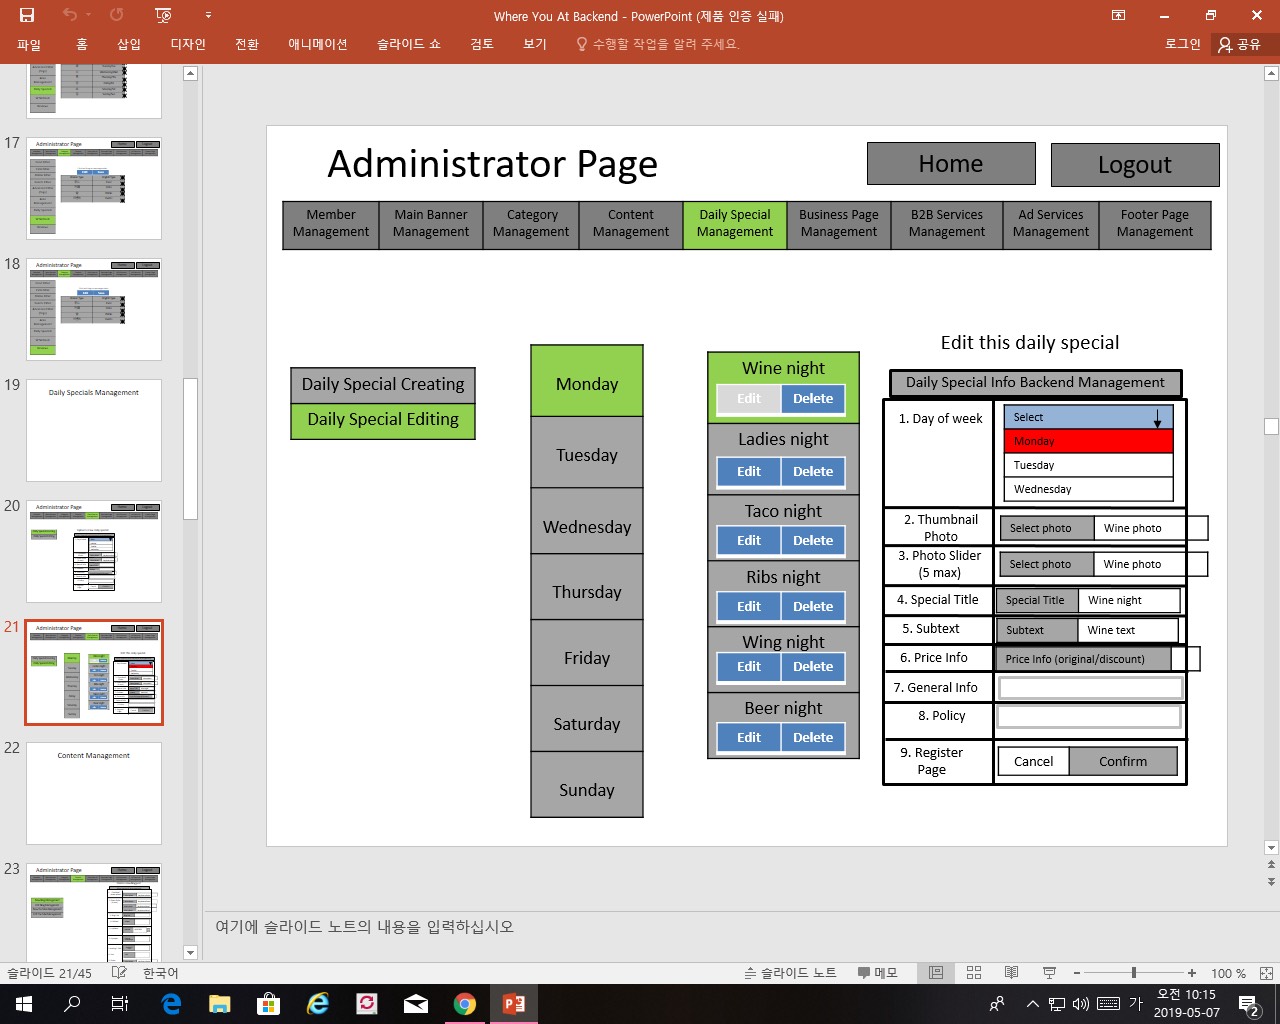 Where You At Backend - PowerPoint (제품 인증 실패)
파일 홈 삽입 디자인 전환 애니메이션 슬라이드 쇼 검토 보기 수행할 작업을 알려 주세요. 로그인 공유
17
Administrator Page
18
Administrator Page
19
Daily Specials Management
20
Administrator Page
21
Administrator Page
22
Content Management
23
Administrator Page
Administrator Page
Home
Logout
Member Management
Main Banner Management
Category Management
Content Management
Daily Special Management
Business Page Management
B2B Services Management
Ad Services Management
Footer Page Management
Daily Special Creating
Daily Special Editing
Monday
Tuesday
Wednesday
Thursday
Friday
Saturday
Sunday
Wine night
Edit Delete
Ladies night
Edit Delete
Taco night
Edit Delete
Ribs night
Edit Delete
Wing night
Edit Delete
Beer night
Edit Delete
Edit this daily special
Daily Special Info Backend Management
1. Day of week
Select
Monday
Tuesday
Wednesday
2. Thumbnail Photo
Select photo Wine photo
3. Photo Slider (5 max)
Select photo Wine photo
4. Special Title
Special Title Wine night
5. Subtext
Subtext Wine text
6. Price Info
Price Info (original/discount)
7. General Info
8. Policy
9. Register Page
Cancel Confirm
여기에 슬라이드 노트의 내용을 입력하십시오
슬라이드 21/45 한국어 슬라이드 노트 메모 100 %
가 오전 10:15
2019-05-07
2